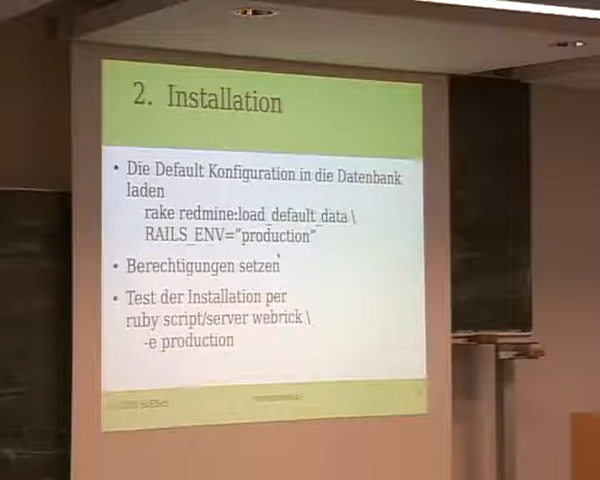 2. Installation
• Die Default Konfiguration in die Datenbank
laden
rake redmine:load_default_data \
RAILS_ENV="production"
• Berechtigungen setzen
• Test der Installation per
ruby script/server webrick \
-e production